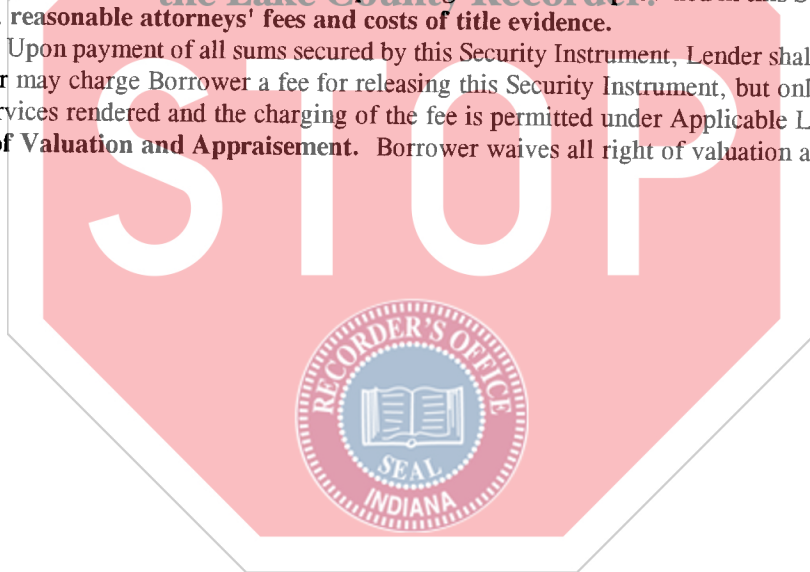 the Lake County Recorder!
reasonable attorneys' fees and costs of title evidence.
Upon payment of all sums secured by this Security Instrument, Lender shal
r may charge Borrower a fee for releasing this Security Instrument, but onl
rvices rendered and the charging of the fee is permitted under Applicable L
of Valuation and Appraisement. Borrower waives all right of valuation a
STOP
RECORDER'S OFFICE
SEAL
INDIANA